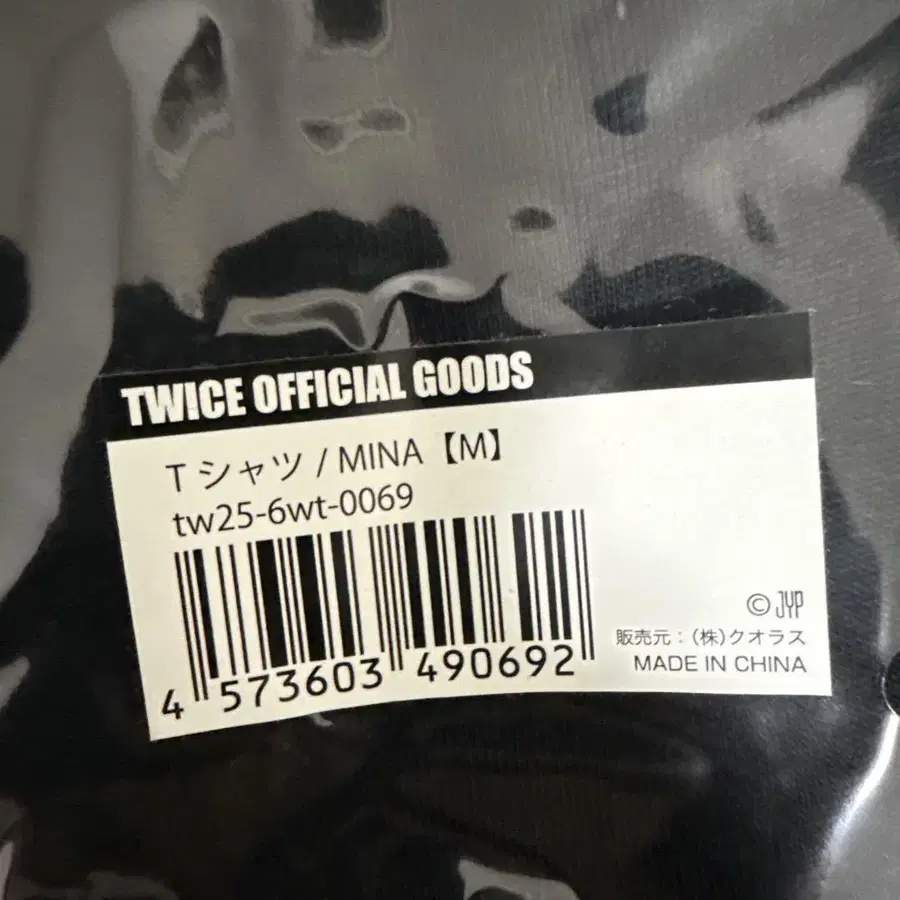 TWICE OFFICIAL GOODS
Tシャツ / MINA【M】
tw25-6wt-0069
4 573603 490692
© JYP
販売元：(株)クオラス
MADE IN CHINA